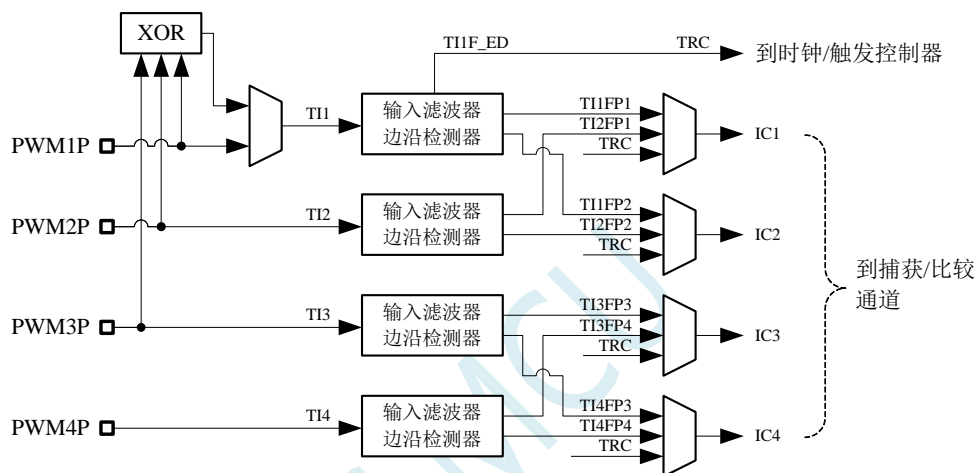 XOR
TI1F_ED
TRC
到时钟/触发控制器
PWM1P
TI1
输入滤波器
边沿检测器
TI1FP1
TI2FP1
TRC
IC1
PWM2P
TI2
输入滤波器
边沿检测器
TI1FP2
TI2FP2
TRC
IC2
到捕获/比较
通道
PWM3P
TI3
输入滤波器
边沿检测器
TI3FP3
TI3FP4
TRC
IC3
PWM4P
TI4
输入滤波器
边沿检测器
TI4FP3
TI4FP4
TRC
IC4
MCU